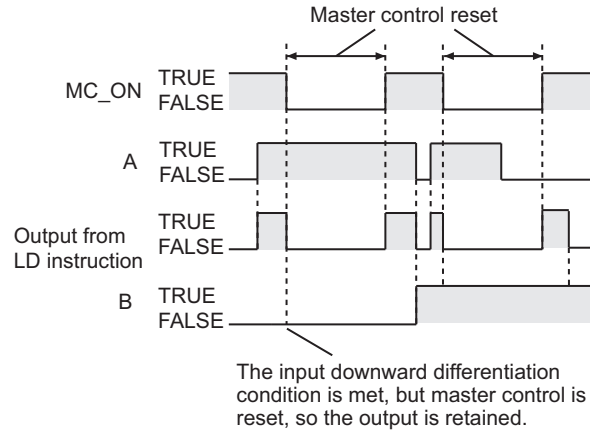 Master control reset
MC_ON
TRUE
FALSE
A
TRUE
FALSE
Output from
LD instruction
TRUE
FALSE
B
TRUE
FALSE
The input downward differentiation
condition is met, but master control is
reset, so the output is retained.